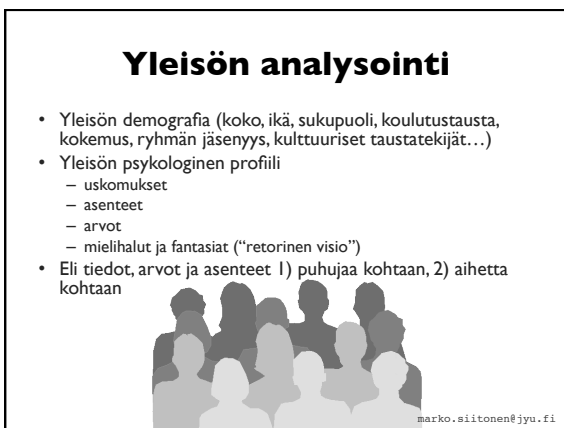 Yleisön analysointi
• Yleisön demografia (koko, ikä, sukupuoli, koulutustausta,
kokemus, ryhmän jäsenyys, kulttuuriset taustatekijät…)
• Yleisön psykologinen profiili
– uskomukset
– asenteet
– arvot
– mielihalut ja fantasiat (“retorinen visio”)
• Eli tiedot, arvot ja asenteet 1) puhujaa kohtaan, 2) aihetta
kohtaan
marko.siitonen@jyu.fi